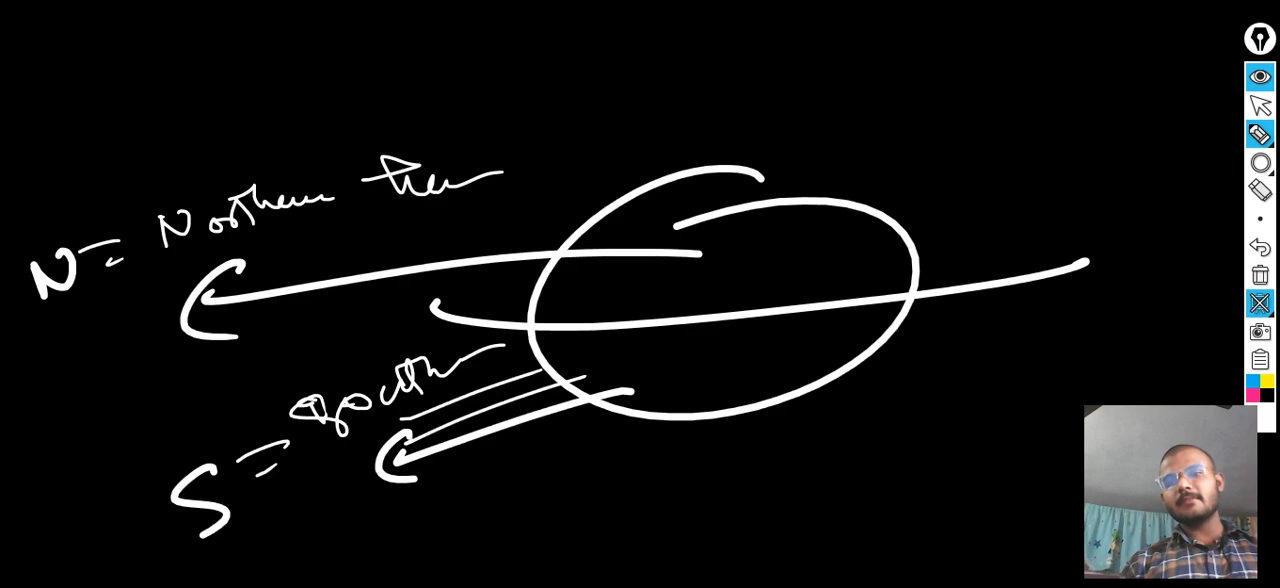 N = Northern
S = South